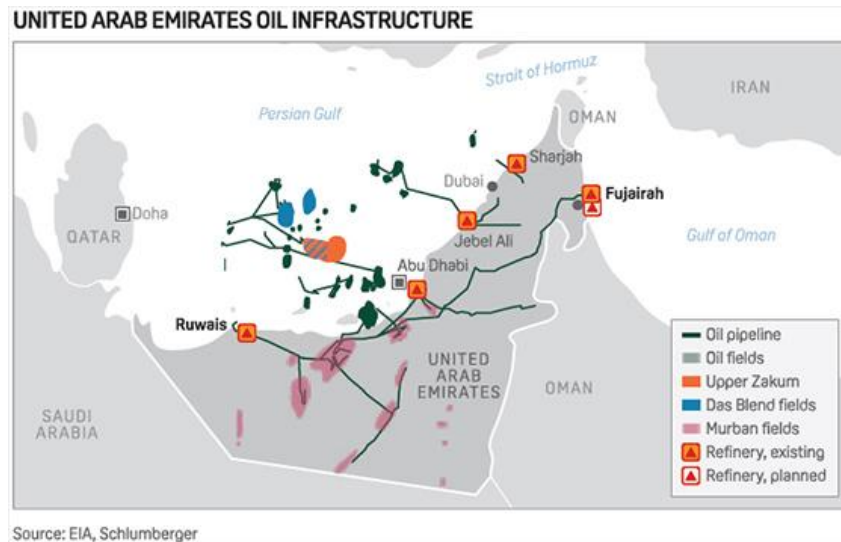 UNITED ARAB EMIRATES OIL INFRASTRUCTURE
Strait of Hormuz
IRAN
Persian Gulf
OMAN
Sharjah
Dubai
Fujairah
Doha
QATAR
Jebel Ali
Gulf of Oman
Abu Dhabi
Ruwais
UNITED
ARAB
EMIRATES
OMAN
SAUDI
ARABIA
Oil pipeline
Oil fields
Upper Zakum
Das Blend fields
Murban fields
Refinery, existing
Refinery, planned
Source: EIA, Schlumberger